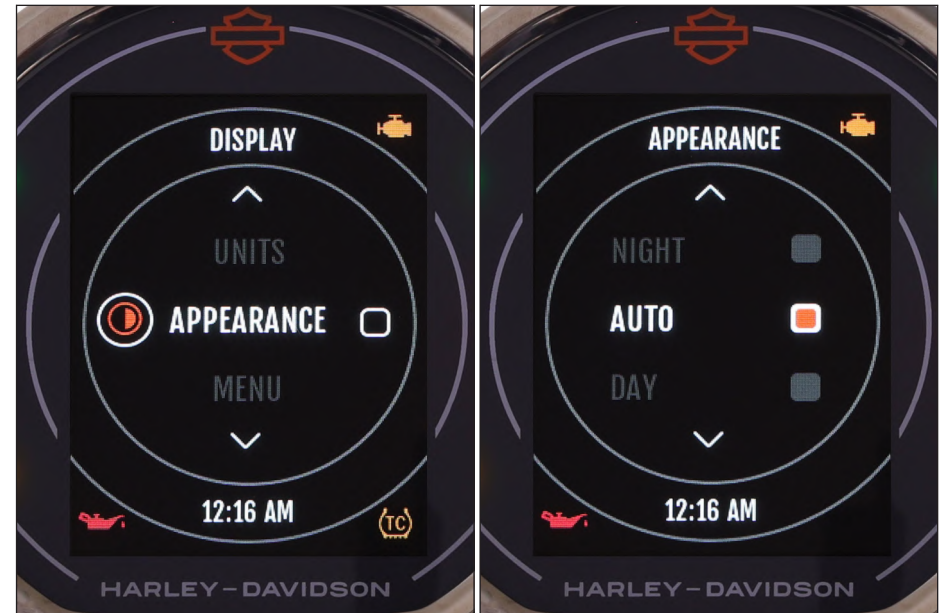 DISPLAY
UNITS
APPEARANCE
MENU
12:16 AM
TC
HARLEY-DAVIDSON
APPEARANCE
NIGHT
AUTO
DAY
12:16 AM
HARLEY-DAVIDSON